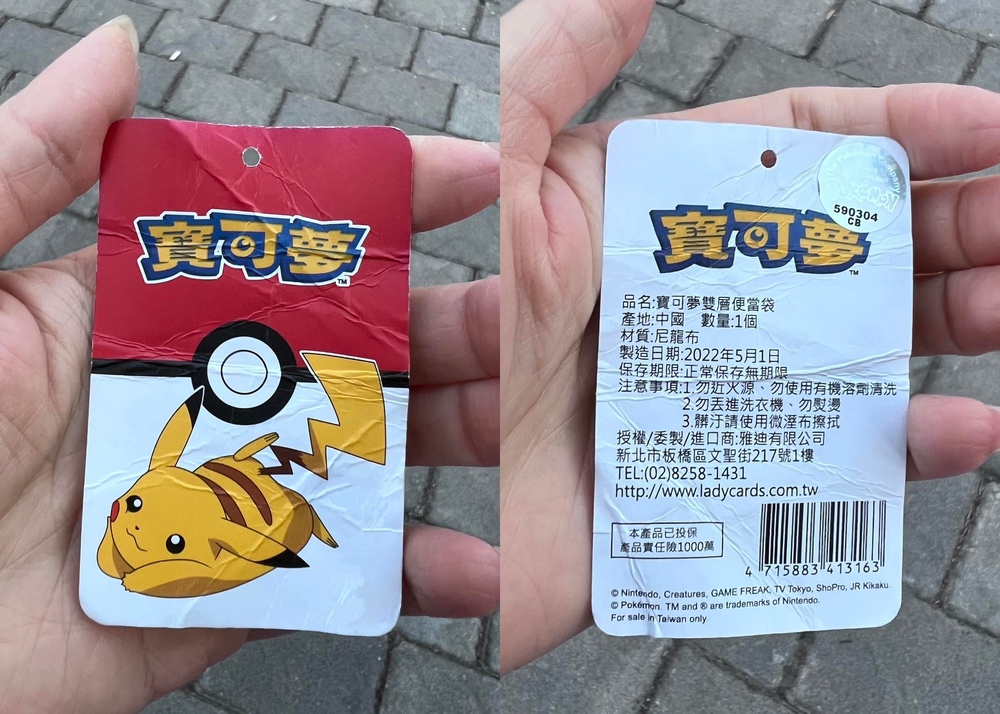 寶可夢
TM
The Pokémon Company
POKéMON
590304
CB
寶可夢
TM
品名:寶可夢雙層便當袋
產地:中國 數量:1個
材質:尼龍布
製造日期:2022年5月1日
保存期限:正常保存無期限
注意事項:1.勿近火源、勿使用有機溶劑清洗
2.勿丟進洗衣機、勿熨燙
3.髒汙請使用微溼布擦拭
授權/委製/進口商:雅迪有限公司
新北市板橋區文聖街217號1樓
TEL:(02)8258-1431
http://www.ladycards.com.tw
本產品已投保
產品責任險1000萬
4 715883 413163
© Nintendo, Creatures, GAME FREAK, TV Tokyo, ShoPro, JR Kikaku.
© Pokémon. TM and ® are trademarks of Nintendo.
For sale in Taiwan only.